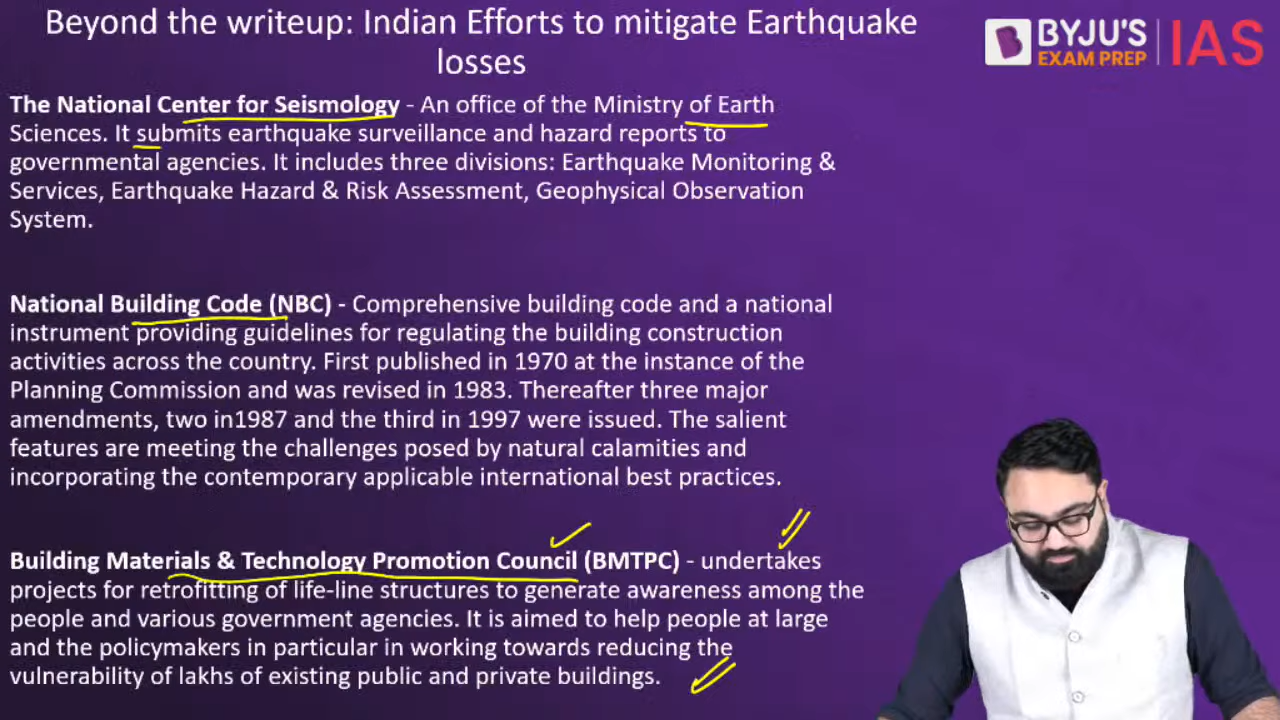 Beyond the writeup: Indian Efforts to mitigate Earthquake
losses
BYJU'S
EXAM PREP
IAS
The National Center for Seismology - An office of the Ministry of Earth
Sciences. It submits earthquake surveillance and hazard reports to
governmental agencies. It includes three divisions: Earthquake Monitoring &
Services, Earthquake Hazard & Risk Assessment, Geophysical Observation
System.
National Building Code (NBC) - Comprehensive building code and a national
instrument providing guidelines for regulating the building construction
activities across the country. First published in 1970 at the instance of the
Planning Commission and was revised in 1983. Thereafter three major
amendments, two in1987 and the third in 1997 were issued. The salient
features are meeting the challenges posed by natural calamities and
incorporating the contemporary applicable international best practices.
Building Materials & Technology Promotion Council (BMTPC) - undertakes
projects for retrofitting of life-line structures to generate awareness among the
people and various government agencies. It is aimed to help people at large
and the policymakers in particular in working towards reducing the
vulnerability of lakhs of existing public and private buildings.